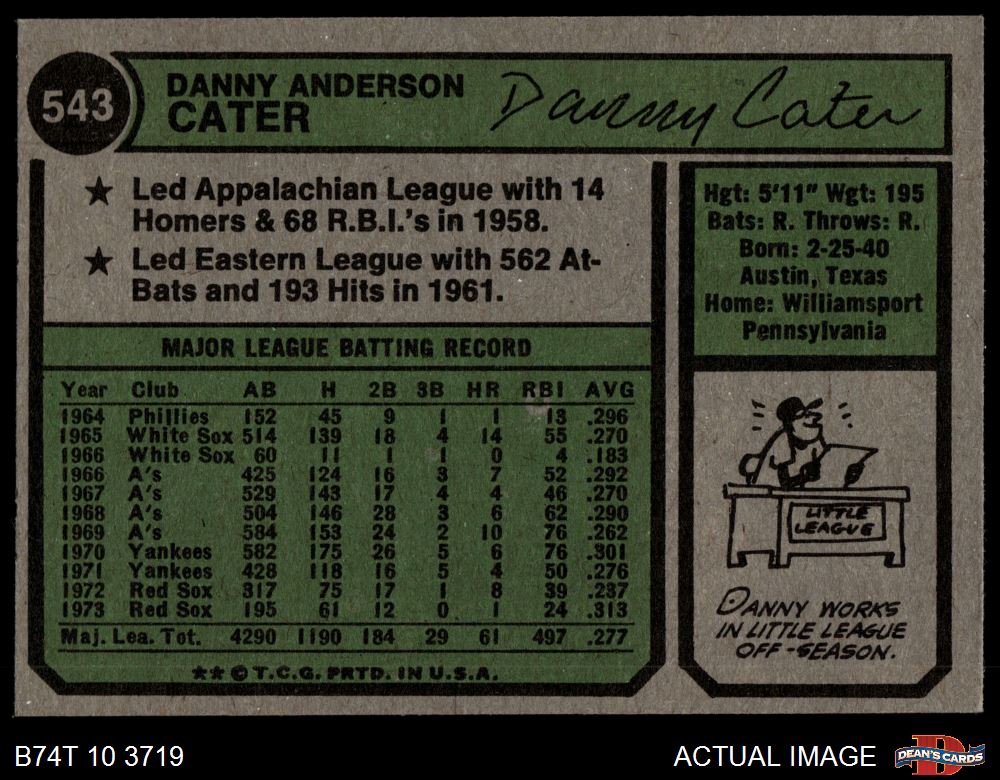 543
DANNY ANDERSON
CATER
Danny Cater
★ Led Appalachian League with 14
Homers & 68 R.B.I.'s in 1958.
★ Led Eastern League with 562 At-
Bats and 193 Hits in 1961.
Hgt: 5'11" Wgt: 195
Bats: R. Throws: R.
Born: 2-25-40
Austin, Texas
Home: Williamsport
Pennsylvania
MAJOR LEAGUE BATTING RECORD
Year Club AB H 2B 3B HR RBI AVG
1964 Phillies 152 45 9 1 1 13 .296
1965 White Sox 514 139 18 4 14 55 .270
1966 White Sox 60 11 1 1 0 4 .183
1966 A's 425 124 16 3 7 52 .292
1967 A's 529 143 17 4 4 46 .270
1968 A's 504 146 28 3 6 62 .290
1969 A's 584 153 24 2 10 76 .262
1970 Yankees 582 175 26 5 6 76 .301
1971 Yankees 428 118 16 5 4 50 .276
1972 Red Sox 317 75 17 1 8 39 .237
1973 Red Sox 195 61 12 0 1 24 .313
Maj. Lea. Tot. 4290 1190 184 29 61 497 .277
** © T.C.G. PRTD. IN U.S.A.
LITTLE
LEAGUE
DANNY WORKS
IN LITTLE LEAGUE
OFF-SEASON.
B74T 10 3719
ACTUAL IMAGE
D
DEAN'S CARDS